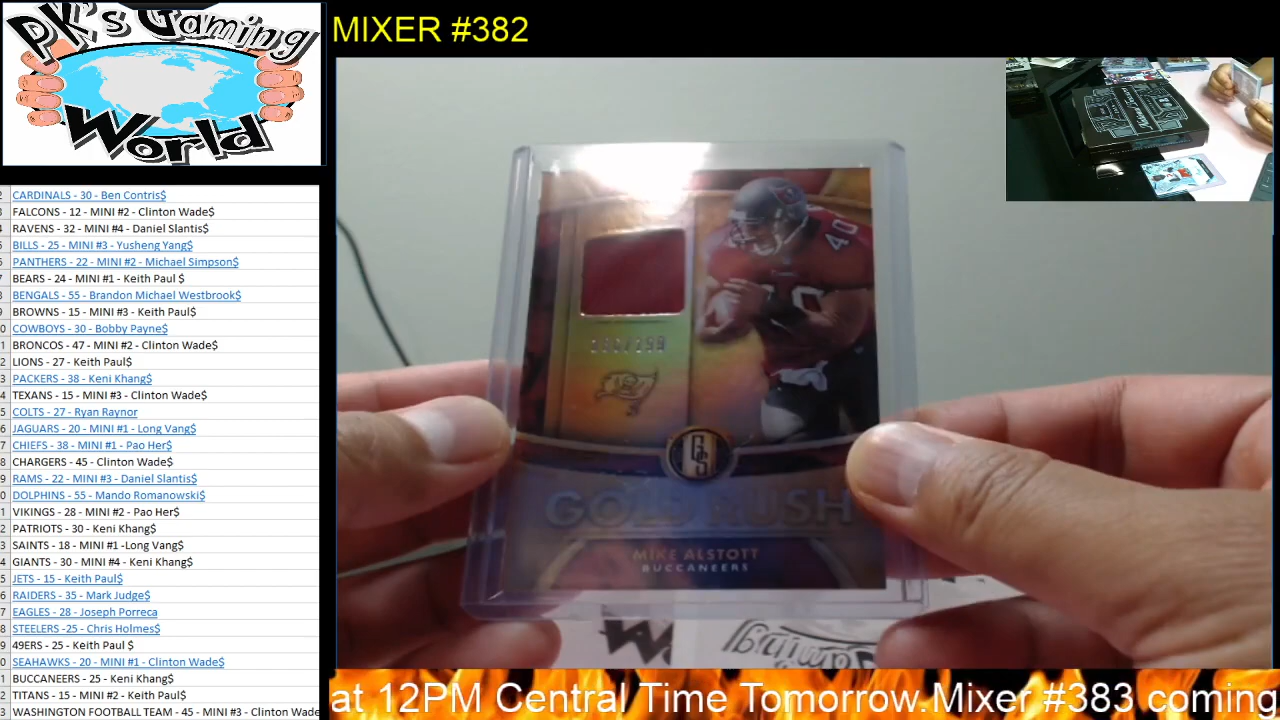 PK's Gaming
World
MIXER #382
CARDINALS - 30 - Ben Contris$
FALCONS - 12 - MINI #2 - Clinton Wade$
RAVENS - 32 - MINI #4 - Daniel Slantis$
BILLS - 25 - MINI #3 - Yusheng Yang$
PANTHERS - 22 - MINI #2 - Michael Simpson$
BEARS - 24 - MINI #1 - Keith Paul $
BENGALS - 55 - Brandon Michael Westbrook$
BROWNS - 15 - MINI #3 - Keith Paul$
COWBOYS - 30 - Bobby Payne$
BRONCOS - 47 - MINI #2 - Clinton Wade$
LIONS - 27 - Keith Paul$
PACKERS - 38 - Keni Khang$
TEXANS - 15 - MINI #3 - Clinton Wade$
COLTS - 27 - Ryan Raynor
JAGUARS - 20 - MINI #1 - Long Vang$
CHIEFS - 38 - MINI #1 - Pao Her$
CHARGERS - 45 - Clinton Wade$
RAMS - 22 - MINI #3 - Daniel Slantis$
DOLPHINS - 55 - Mando Romanowski$
VIKINGS - 28 - MINI #2 - Pao Her$
PATRIOTS - 30 - Keni Khang$
SAINTS - 18 - MINI #1 -Long Vang$
GIANTS - 30 - MINI #4 - Keni Khang$
JETS - 15 - Keith Paul$
RAIDERS - 35 - Mark Judge$
EAGLES - 28 - Joseph Porreca
STEELERS -25 - Chris Holmes$
49ERS - 25 - Keith Paul $
SEAHAWKS - 20 - MINI #1 - Clinton Wade$
BUCCANEERS - 25 - Keni Khang$
TITANS - 15 - MINI #2 - Keith Paul$
WASHINGTON FOOTBALL TEAM - 45 - MINI #3 - Clinton Wade
40
GS
GOLD RUSH
MIKE ALSTOTT
BUCCANEERS
at 12PM Central Time Tomorrow.Mixer #383 coming